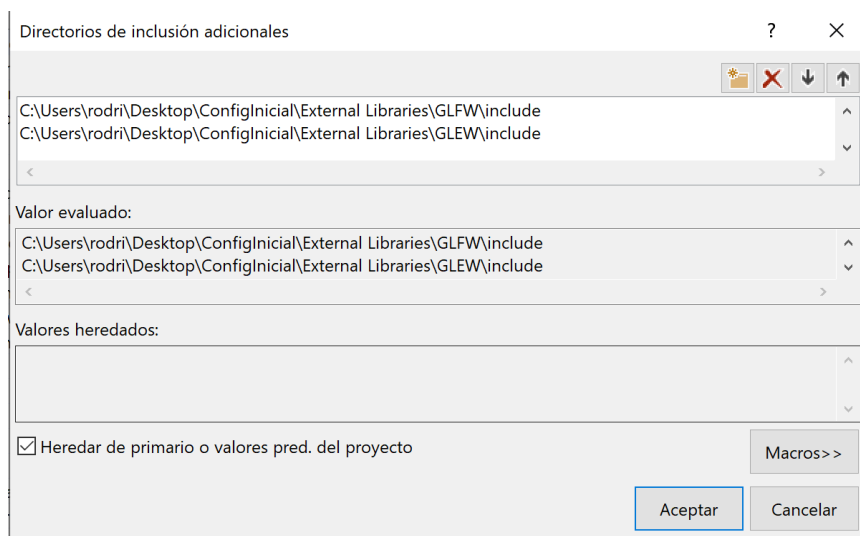 Directorios de inclusión adicionales
?
C:\Users\rodri\Desktop\ConfigInicial\External Libraries\GLFW\include
C:\Users\rodri\Desktop\ConfigInicial\External Libraries\GLEW\include
Valor evaluado:
C:\Users\rodri\Desktop\ConfigInicial\External Libraries\GLFW\include
C:\Users\rodri\Desktop\ConfigInicial\External Libraries\GLEW\include
Valores heredados:
Heredar de primario o valores pred. del proyecto
Macros>>
Aceptar Cancelar